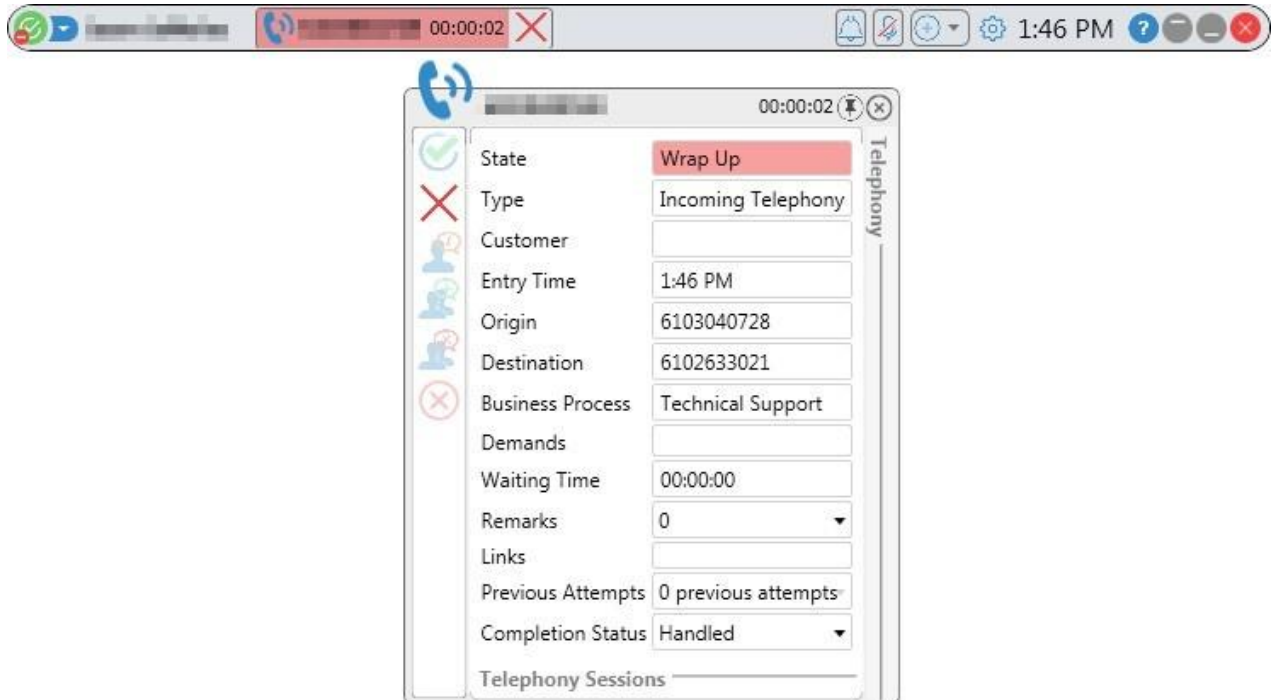 00:00:02 1:46 PM ?
00:00:02
Telephony
State Wrap Up
Type Incoming Telephony
Customer
Entry Time 1:46 PM
Origin 6103040728
Destination 6102633021
Business Process Technical Support
Demands
Waiting Time 00:00:00
Remarks 0
Links
Previous Attempts 0 previous attempts
Completion Status Handled
Telephony Sessions